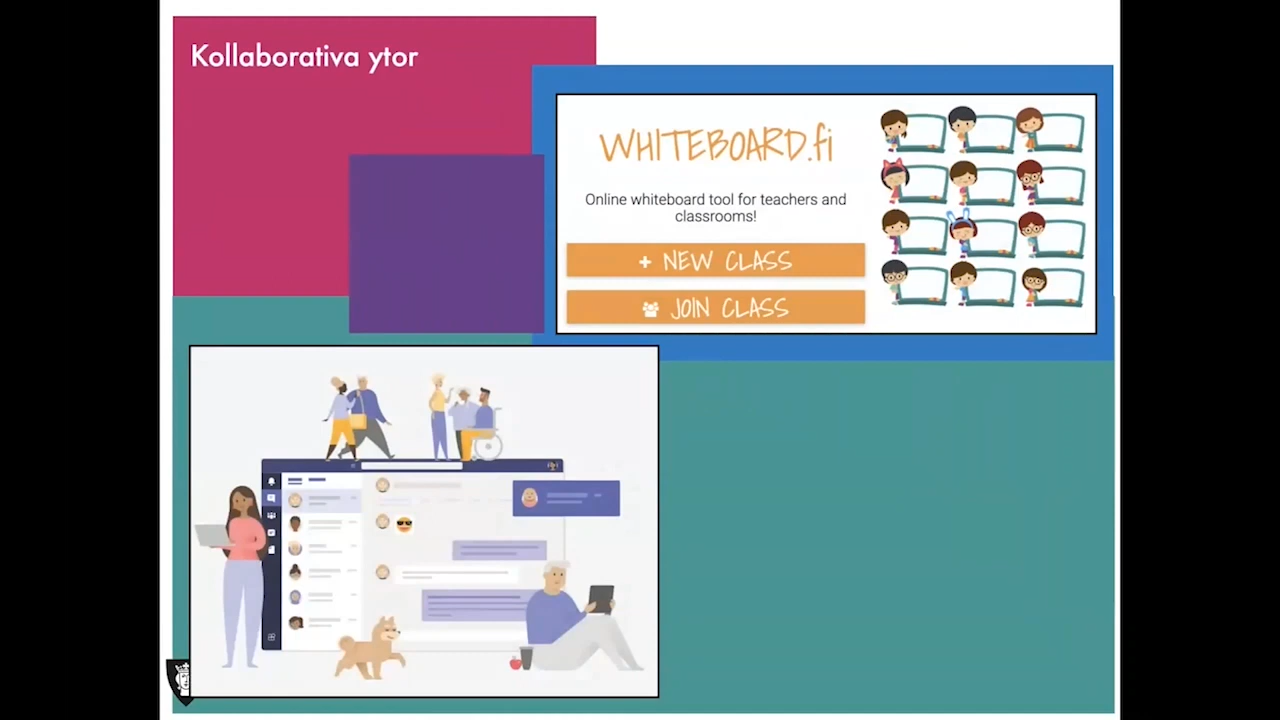 Kollaborativa ytor
WHITEBOARD.fi
Online whiteboard tool for teachers and
classrooms!
+ NEW CLASS
JOIN CLASS